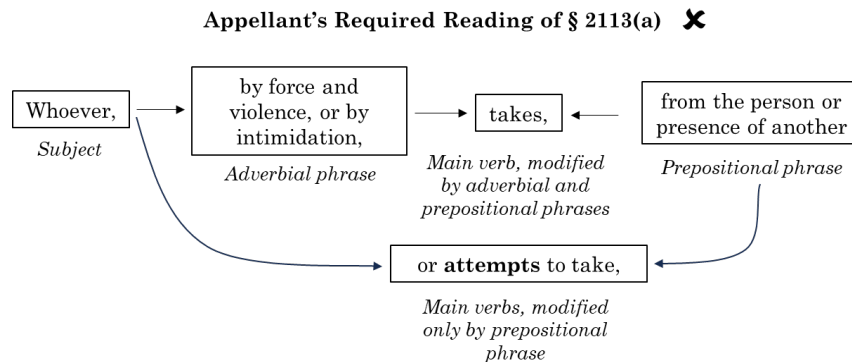 Appellant’s Required Reading of § 2113(a) ✘
Whoever,
Subject
by force and
violence, or by
intimidation,
Adverbial phrase
takes,
Main verb, modified
by adverbial and
prepositional phrases
from the person or
presence of another
Prepositional phrase
or attempts to take,
Main verbs, modified
only by prepositional
phrase